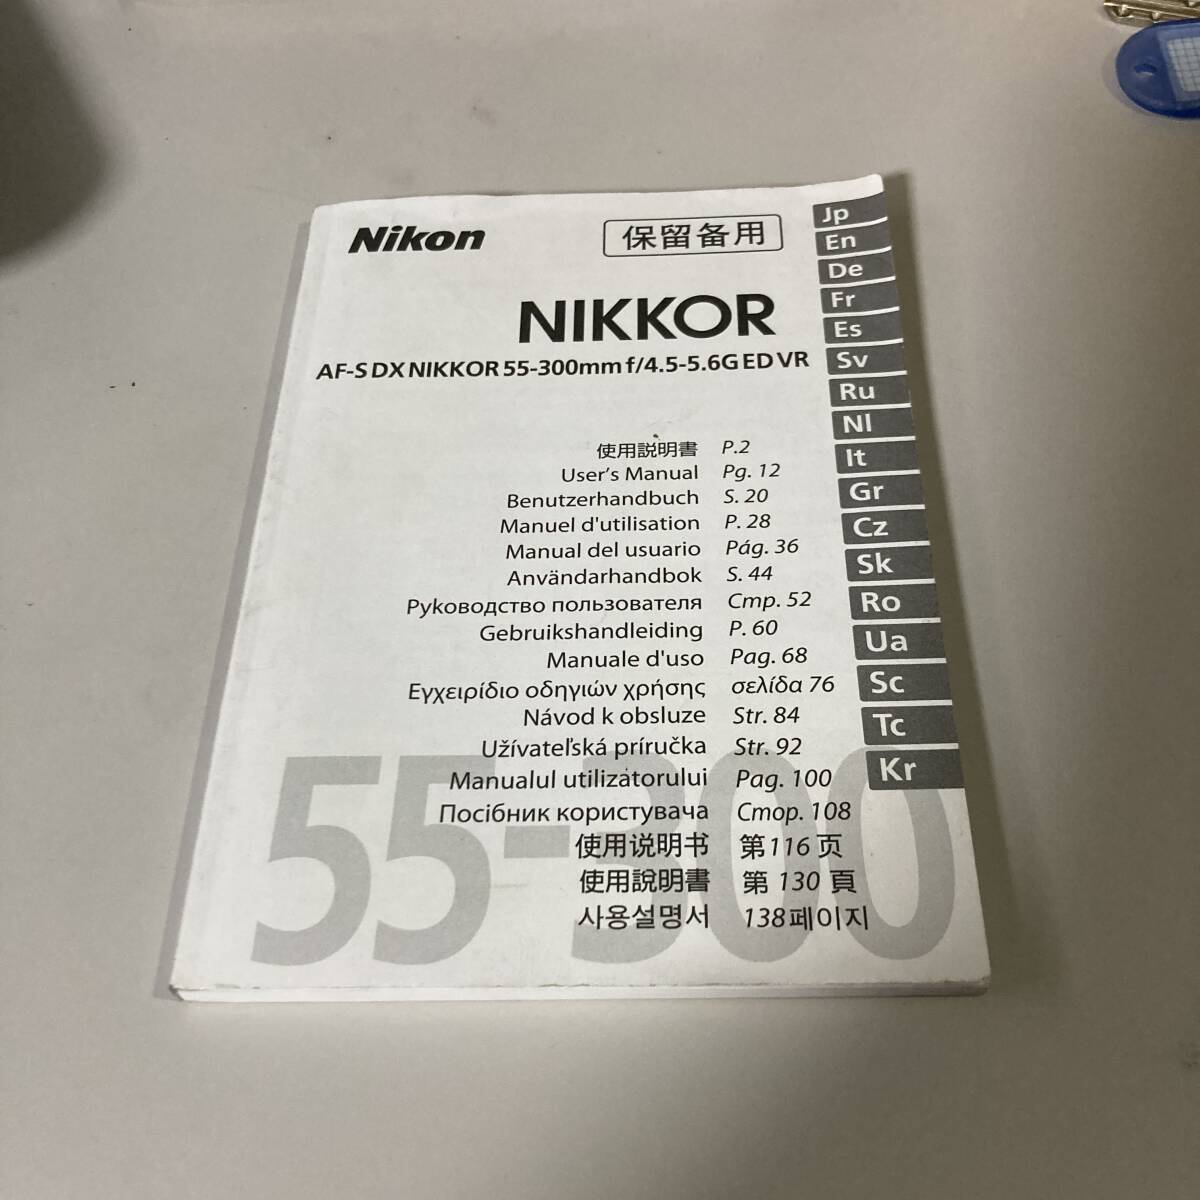 Nikon
保留备用
NIKKOR
AF-S DX NIKKOR 55-300mm f/4.5-5.6G ED VR
使用説明書 P.2
User's Manual Pg. 12
Benutzerhandbuch S. 20
Manuel d'utilisation P. 28
Manual del usuario Pág. 36
Användarhandbok S. 44
Руководство пользователя Стр. 52
Gebruikshandleiding P. 60
Manuale d'uso Pag. 68
Εγχειρίδιο οδηγιών χρήσης σελίδα 76
Návod k obsluze Str. 84
Užívateľská príručka Str. 92
Manualul utilizatorului Pag. 100
Посібник користувача Стор. 108
使用说明书 第116 页
使用說明書 第 130 頁
사용설명서 138페이지
55-300
Jp
En
De
Fr
Es
Sv
Ru
Nl
It
Gr
Cz
Sk
Ro
Ua
Sc
Tc
Kr